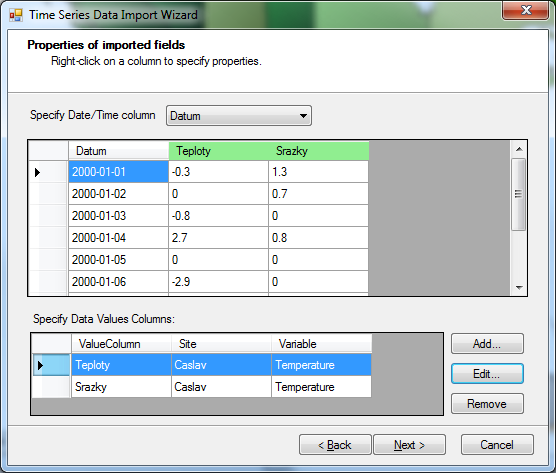 Time Series Data Import Wizard
Properties of imported fields
Right-click on a column to specify properties.
Specify Date/Time column Datum
Datum Teploty Srazky
2000-01-01 -0.3 1.3
2000-01-02 0 0.7
2000-01-03 -0.8 0
2000-01-04 2.7 0.8
2000-01-05 0 0
2000-01-06 -2.9 0
Specify Data Values Columns:
ValueColumn Site Variable
Teploty Caslav Temperature
Srazky Caslav Temperature
Add...
Edit...
Remove
< Back Next > Cancel